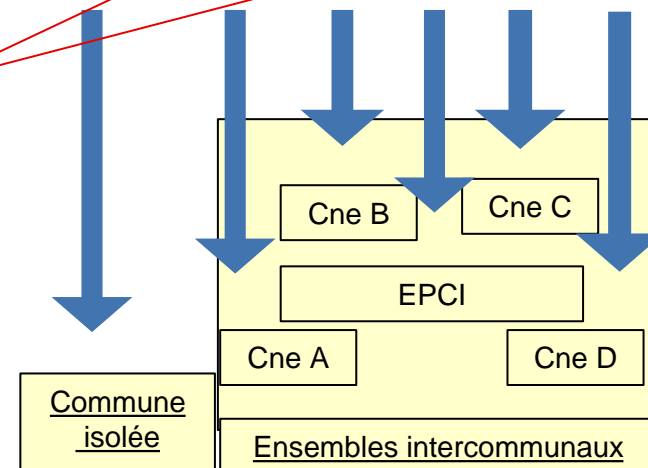 Cne B
Cne C
EPCI
Cne A
Cne D
Commune
isolée
Ensembles intercommunaux